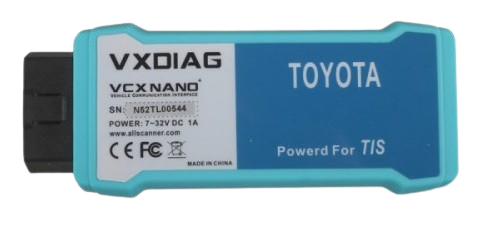 VXDIAG
VCX NANO
VEHICLE COMMUNICATION INTERFACE
SN: N52TL00544
POWER: 7~32V DC 1A
www.allscanner.com
CE FC
MADE IN CHINA
TOYOTA
Powerd For TIS